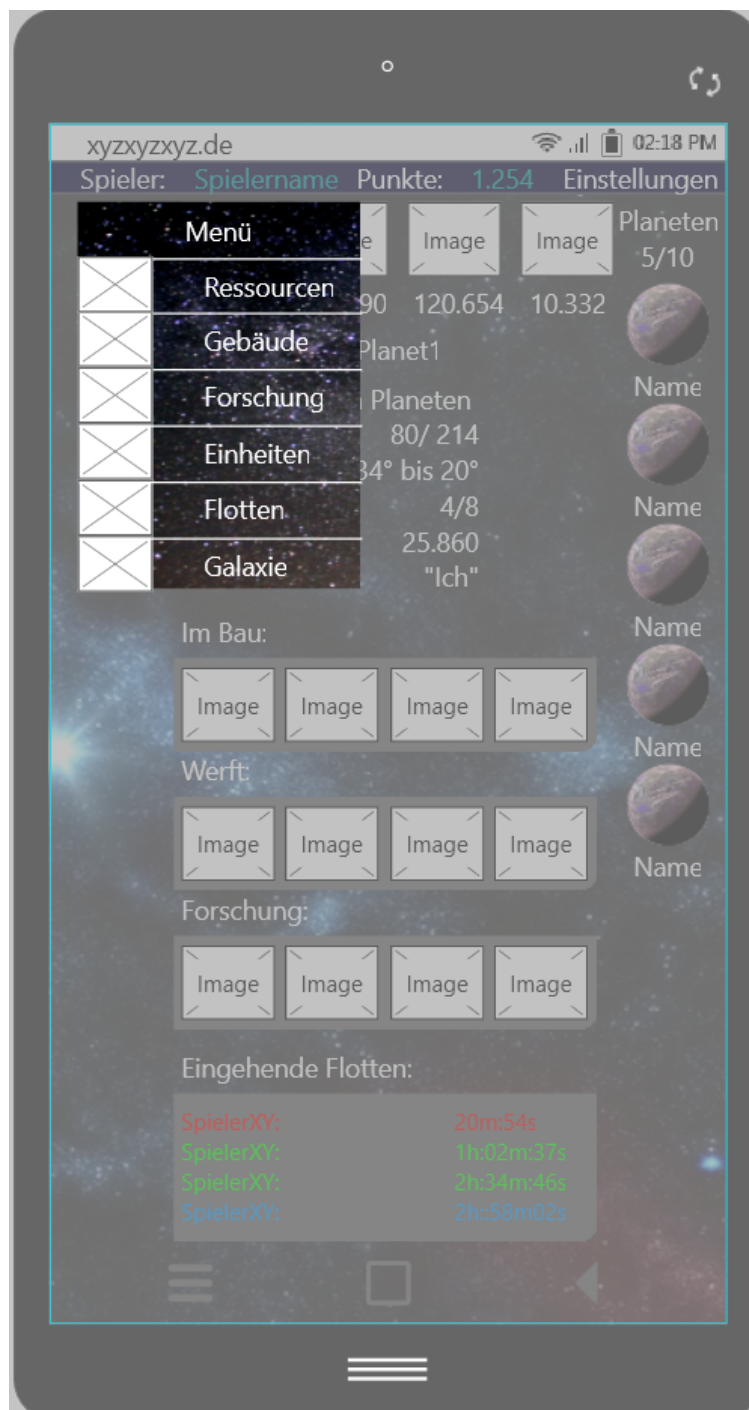 xyzxyzxyz.de 02:18 PM
Spieler: Spielername Punkte: 1.254 Einstellungen
Menü
Ressourcen
Gebäude
Forschung
Einheiten
Flotten
Galaxie
Image Image
120.654 10.332
Planet1
Planeten
80/ 214
bis 20°
4/8
25.860
"Ich"
Planeten
5/10
Name
Name
Name
Name
Name
Im Bau:
Image Image Image Image
Werft:
Image Image Image Image
Forschung:
Image Image Image Image
Eingehende Flotten:
SpielerXY: 20m:54s
SpielerXY: 1h:02m:37s
SpielerXY: 2h:34m:46s
SpielerXY: 2h::58m02s